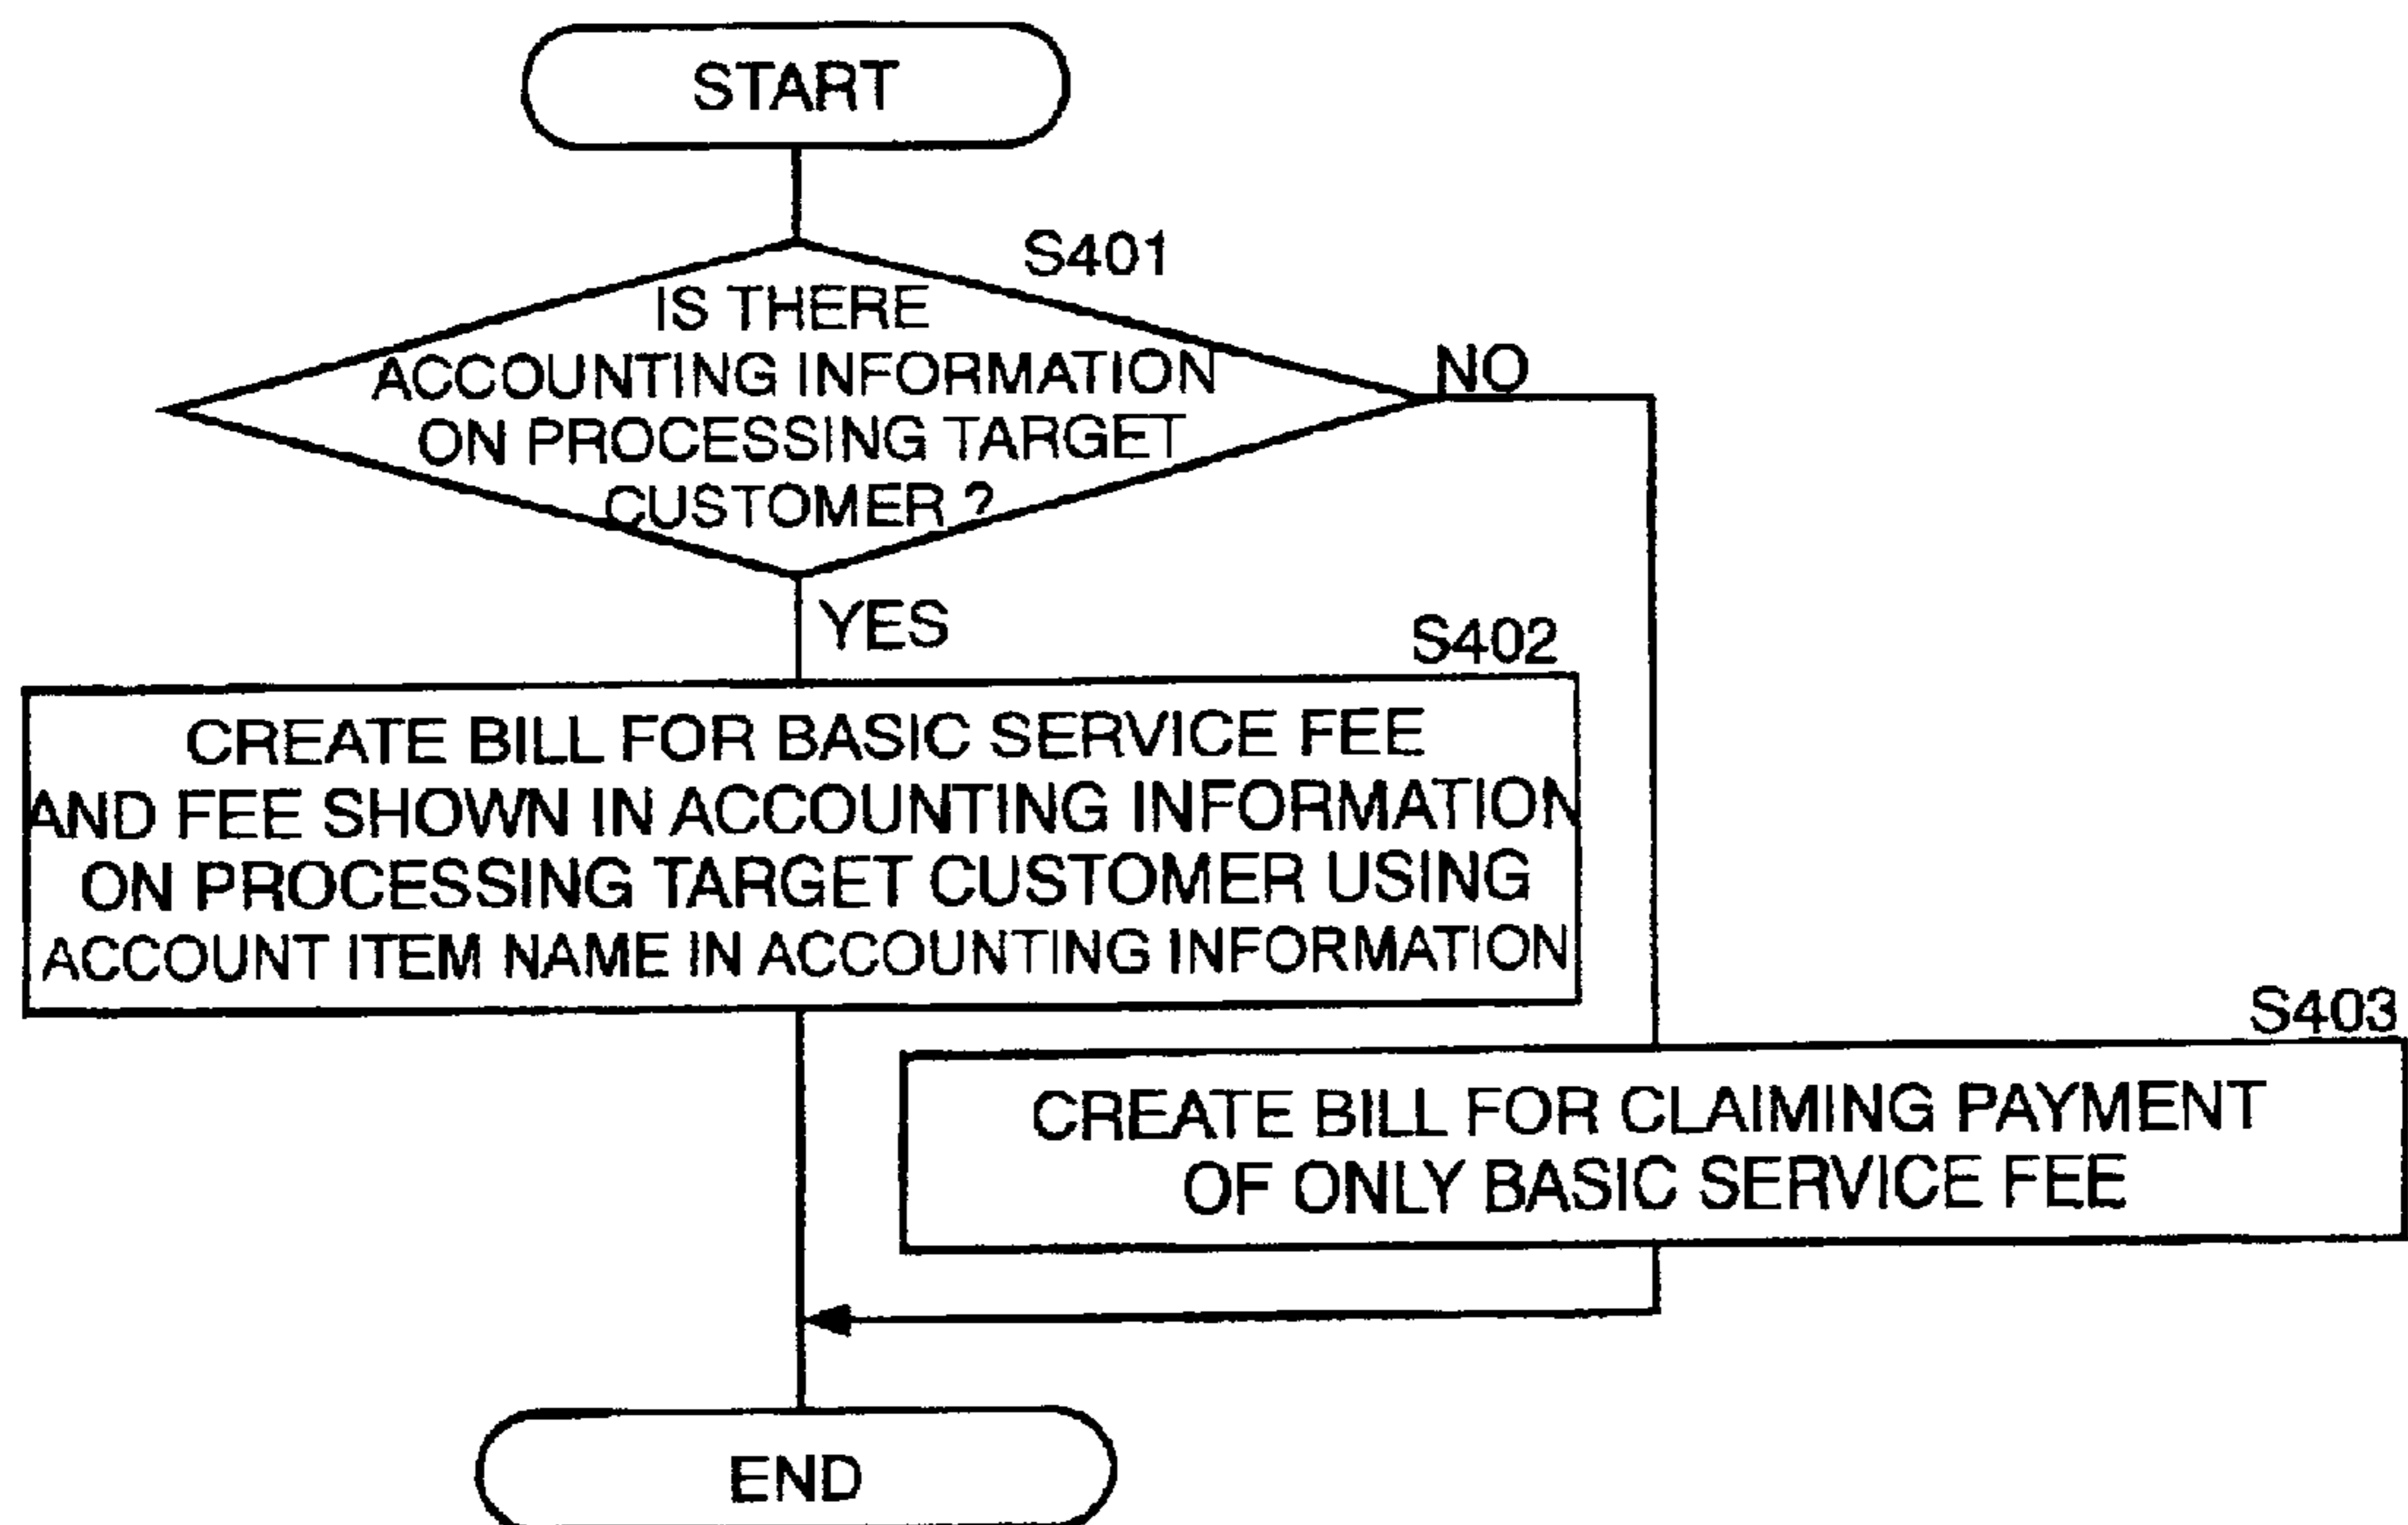 START
S401
IS THERE
ACCOUNTING INFORMATION
ON PROCESSING TARGET
CUSTOMER ?
NO
YES
S402
CREATE BILL FOR BASIC SERVICE FEE
AND FEE SHOWN IN ACCOUNTING INFORMATION
ON PROCESSING TARGET CUSTOMER USING
ACCOUNT ITEM NAME IN ACCOUNTING INFORMATION
S403
CREATE BILL FOR CLAIMING PAYMENT
OF ONLY BASIC SERVICE FEE
END